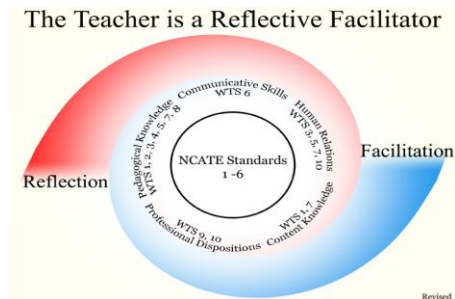 The Teacher is a Reflective Facilitator
Communicative Skills
WTS 6
Human Relations
WTS 3, 5, 7, 10
Pedagogical Knowledge
WTS 1, 2, 3, 4, 5, 7, 8
NCATE Standards
1 -6
Reflection
Facilitation
WTS 1, 7
Content Knowledge
WTS 9, 10
Professional Dispositions
Revised